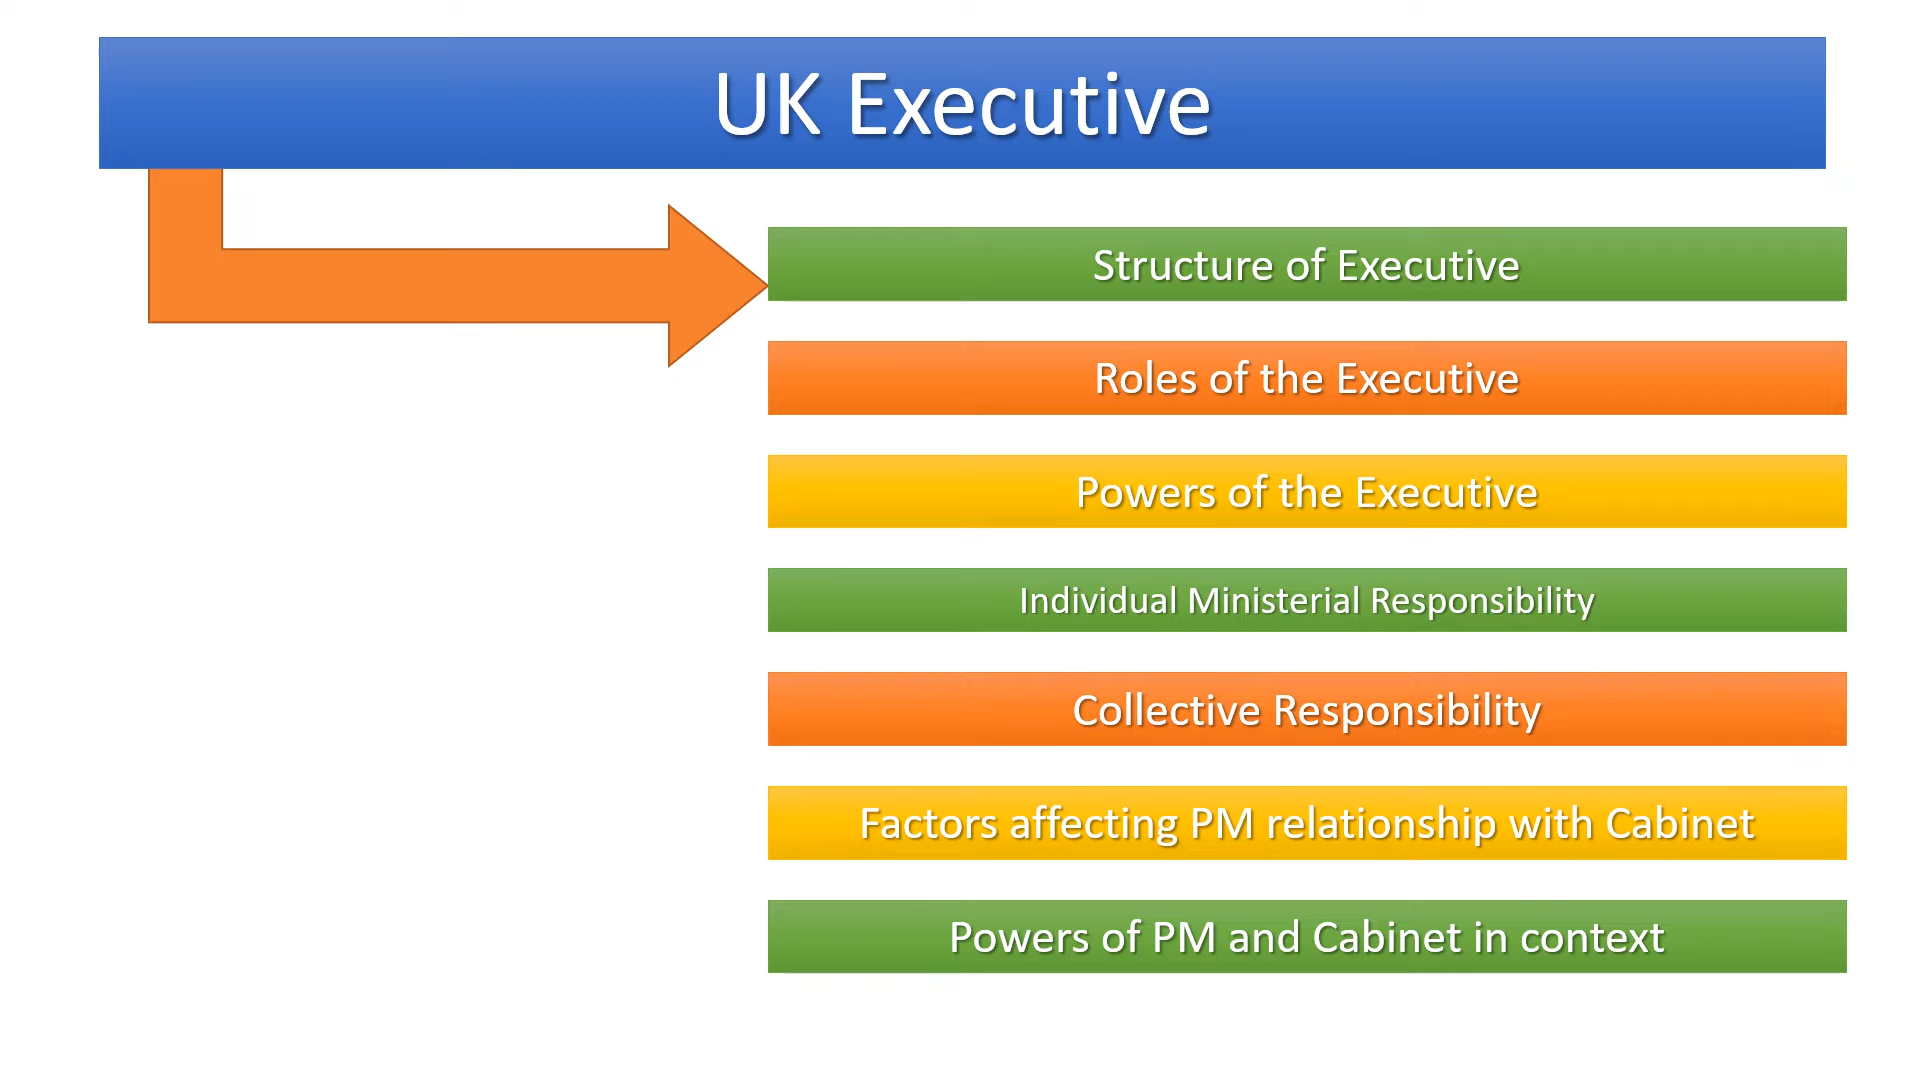 UK Executive
Structure of Executive
Roles of the Executive
Powers of the Executive
Individual Ministerial Responsibility
Collective Responsibility
Factors affecting PM relationship with Cabinet
Powers of PM and Cabinet in context